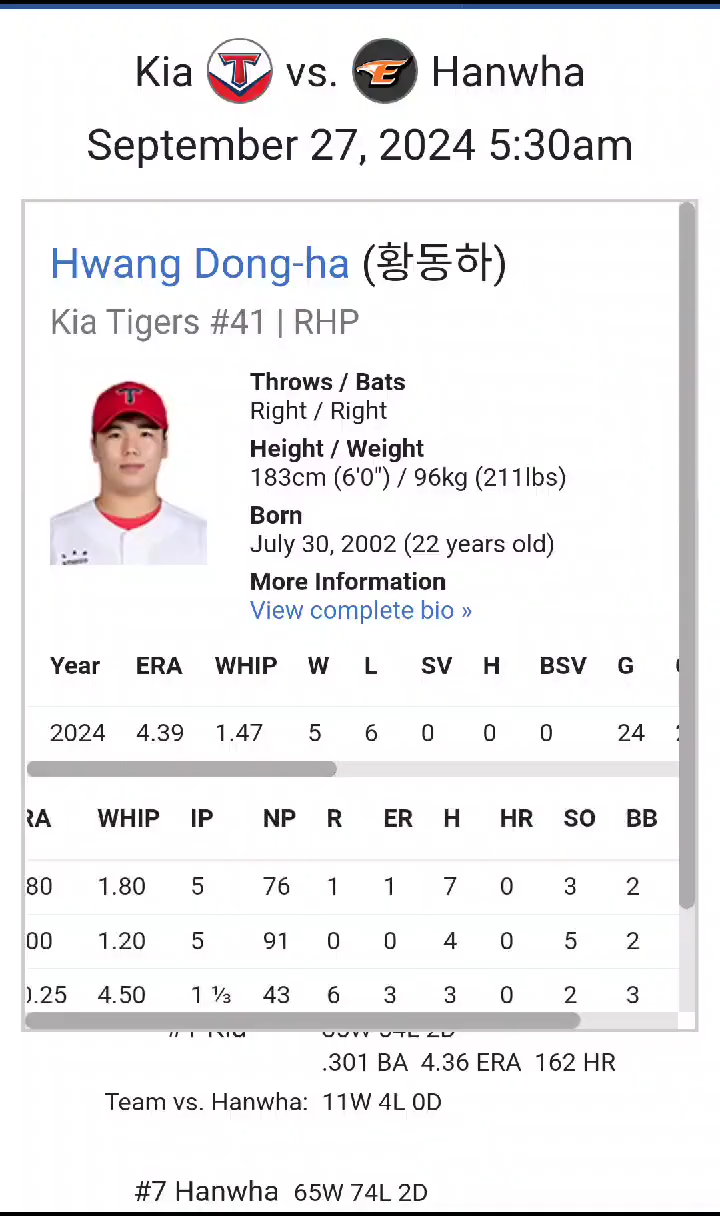 Kia T vs. E Hanwha
September 27, 2024 5:30am
Hwang Dong-ha (황동하)
Kia Tigers #41 | RHP
Throws / Bats
Right / Right
Height / Weight
183cm (6'0") / 96kg (211lbs)
Born
July 30, 2002 (22 years old)
More Information
View complete bio »
Year ERA WHIP W L SV H BSV G
2024 4.39 1.47 5 6 0 0 0 24
RA WHIP IP NP R ER H HR SO BB
80 1.80 5 76 1 1 7 0 3 2
00 1.20 5 91 0 0 4 0 5 2
0.25 4.50 1 ⅓ 43 6 3 3 0 2 3
.301 BA 4.36 ERA 162 HR
Team vs. Hanwha: 11W 4L 0D
#7 Hanwha 65W 74L 2D